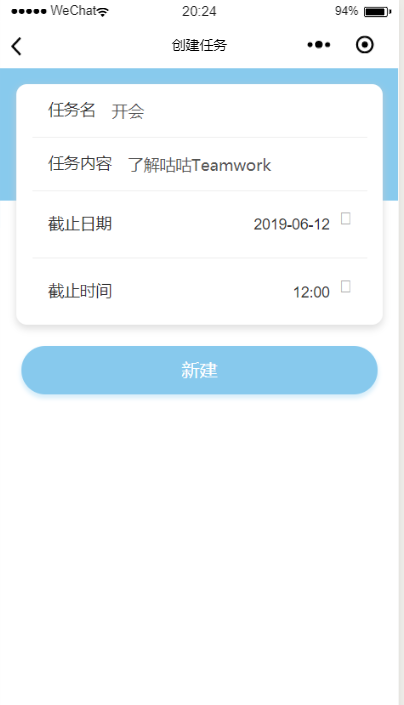 WeChat 20:24 94%
创建任务
任务名 开会
任务内容 了解咕咕Teamwork
截止日期 2019-06-12
截止时间 12:00
新建